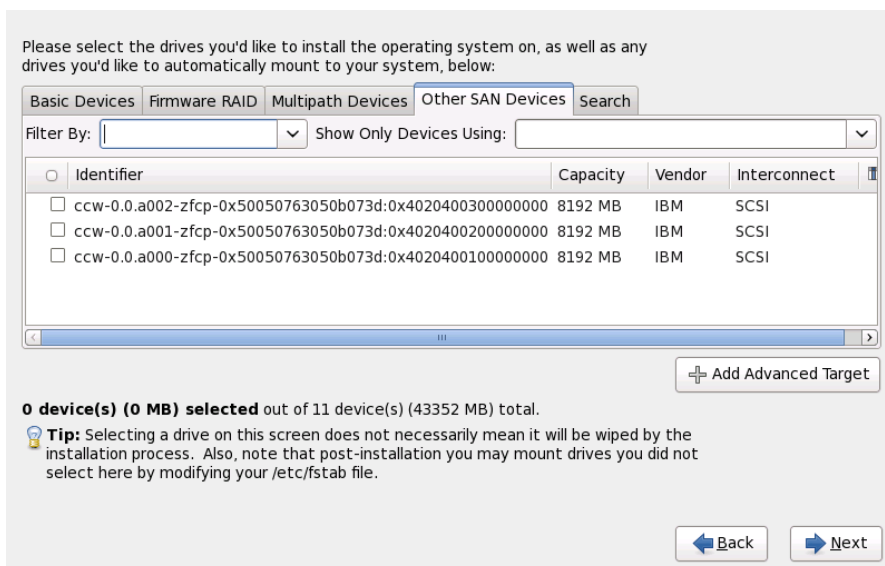 Please select the drives you'd like to install the operating system on, as well as any
drives you'd like to automatically mount to your system, below:
Basic Devices Firmware RAID Multipath Devices Other SAN Devices Search
Filter By: Show Only Devices Using:
Identifier Capacity Vendor Interconnect
ccw-0.0.a002-zfcp-0x50050763050b073d:0x4020400300000000 8192 MB IBM SCSI
ccw-0.0.a001-zfcp-0x50050763050b073d:0x4020400200000000 8192 MB IBM SCSI
ccw-0.0.a000-zfcp-0x50050763050b073d:0x4020400100000000 8192 MB IBM SCSI
Add Advanced Target
0 device(s) (0 MB) selected out of 11 device(s) (43352 MB) total.
Tip: Selecting a drive on this screen does not necessarily mean it will be wiped by the
installation process. Also, note that post-installation you may mount drives you did not
select here by modifying your /etc/fstab file.
Back Next